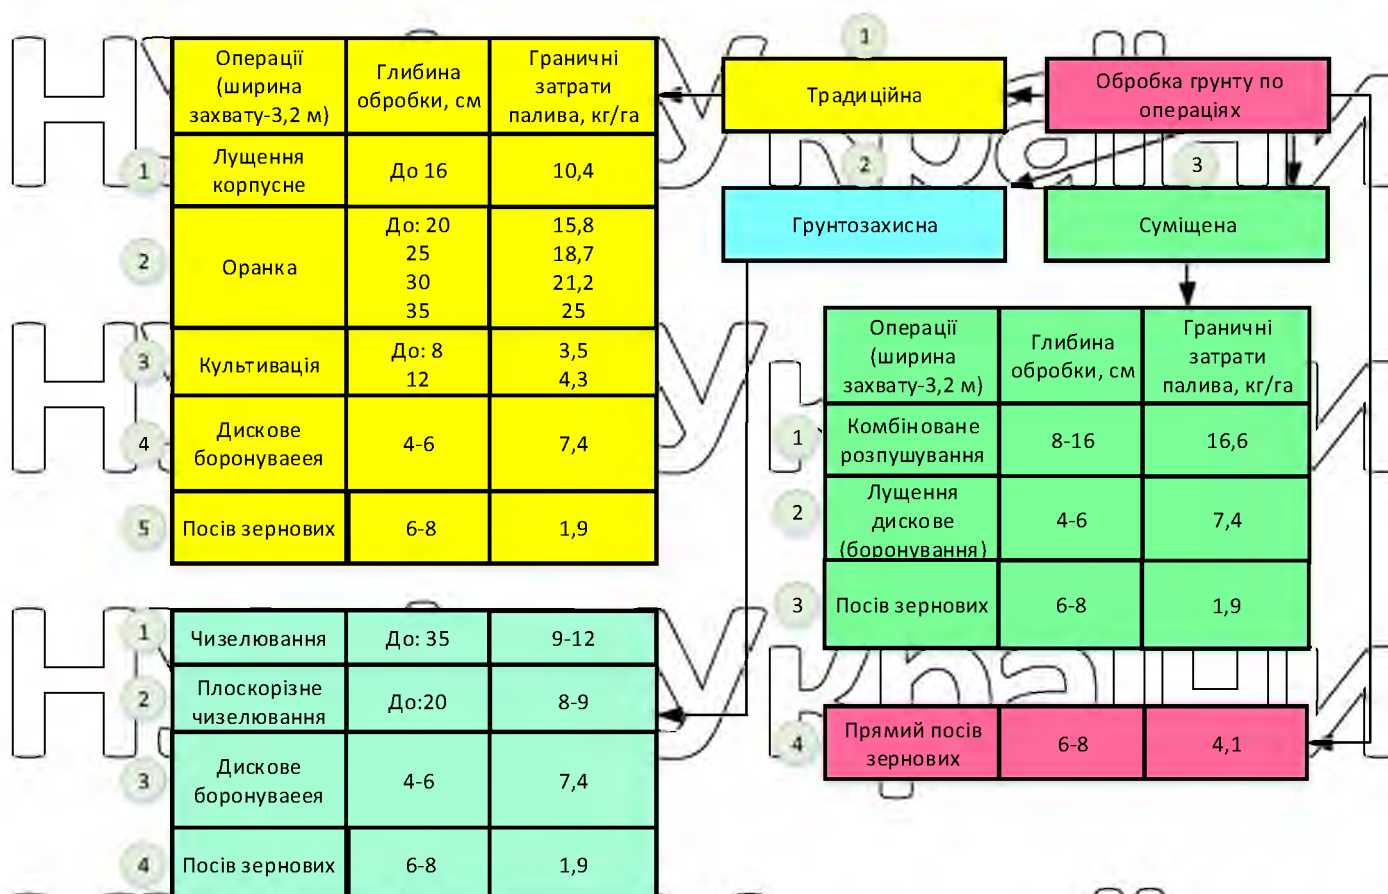 1
Традиційна
Обробка грунту по
операціях
2
Грунтозахисна
3
Суміщена
Операції
(ширина
захвату-3,2 м)
Глибина
обробки, см
Граничні
затрати
палива, кг/га
1
Лущення
корпусне
До 16
10,4
2
Оранка
До: 20
25
30
35
15,8
18,7
21,2
25
3
Культивація
До: 8
12
3,5
4,3
4
Дискове
боронуваеея
4-6
7,4
5
Посів зернових
6-8
1,9
1
Чизелювання
До: 35
9-12
2
Плоскорізне
чизелювання
До:20
8-9
3
Дискове
боронуваеея
4-6
7,4
4
Посів зернових
6-8
1,9
Операції
(ширина
захвату-3,2 м)
Глибина
обробки, см
Граничні
затрати
палива, кг/га
1
Комбіноване
розпушування
8-16
16,6
2
Лущення
дискове
(боронування)
4-6
7,4
3
Посів зернових
6-8
1,9
4
Прямий посів
зернових
6-8
4,1